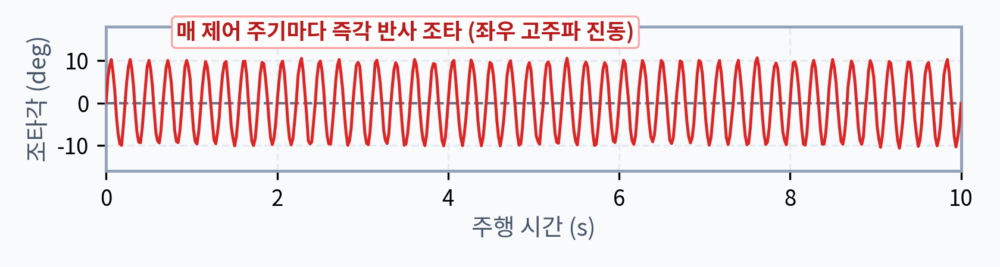 매 제어 주기마다 즉각 반사 조타 (좌우 고주파 진동)
조타각 (deg)
10
0
-10
0 2 4 6 8 10
주행 시간 (s)